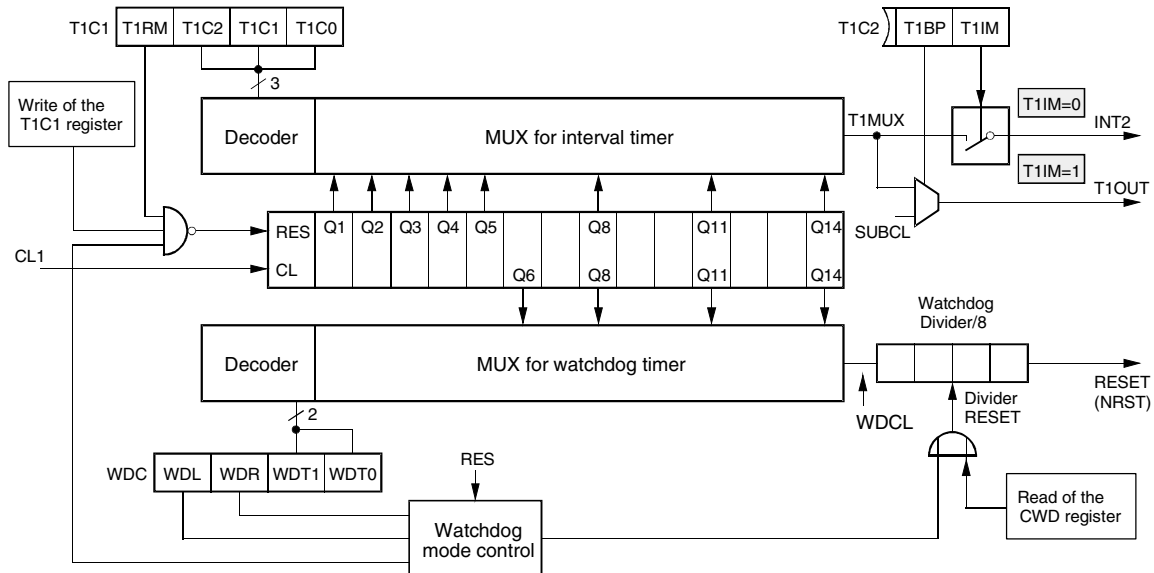 T1C1 T1RM T1C2 T1C1 T1C0
T1C2 T1BP T1IM
3
Write of the
T1C1 register
Decoder
MUX for interval timer
T1MUX
T1IM=0
INT2
T1IM=1
T1OUT
SUBCL
RES Q1 Q2 Q3 Q4 Q5 Q8 Q11 Q14
CL1
CL Q6 Q8 Q11 Q14
Watchdog
Divider/8
Decoder
MUX for watchdog timer
RESET
(NRST)
Divider
RESET
WDCL
2
WDC WDL WDR WDT1 WDT0
RES
Read of the
CWD register
Watchdog
mode control